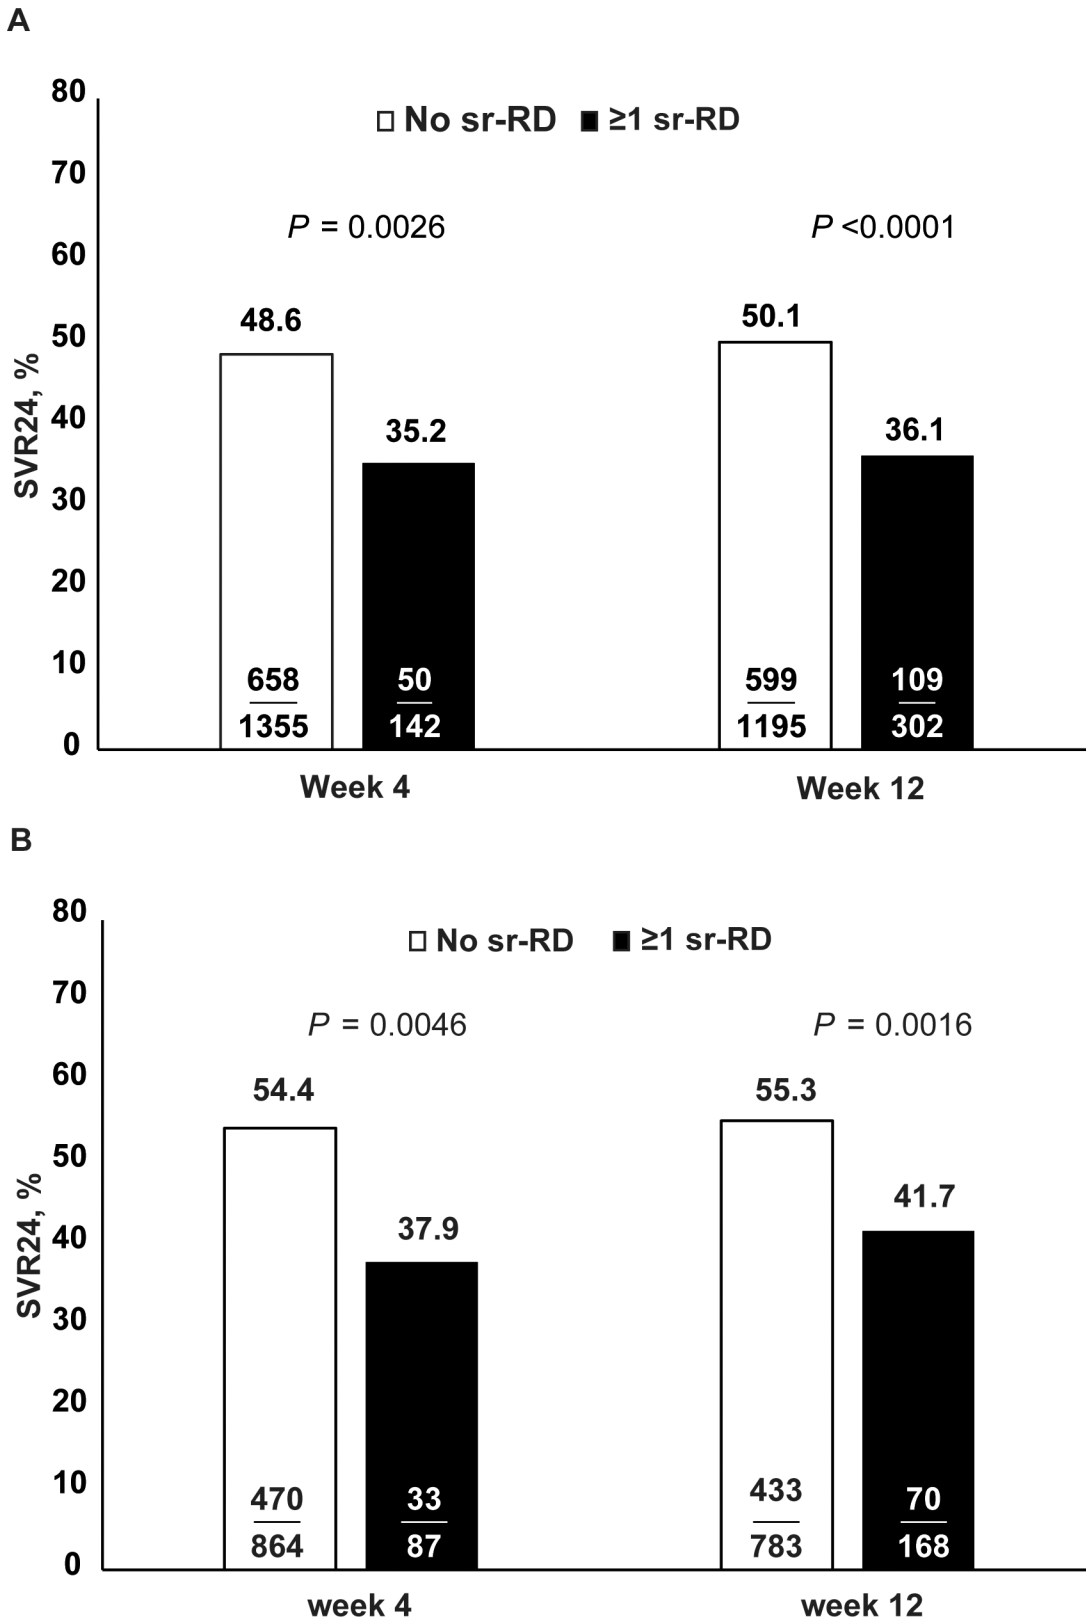 A
80
No sr-RD ≥1 sr-RD
70
P = 0.0026 P <0.0001
60
50
48.6 50.1
SVR24, %
40
35.2 36.1
30
20
10
658 50 599 109
1355 142 1195 302
0
Week 4 Week 12
B
80
No sr-RD ≥1 sr-RD
70
P = 0.0046 P = 0.0016
60
54.4 55.3
50
41.7
SVR24, %
40
37.9
30
20
10
470 33 433 70
864 87 783 168
0
week 4 week 12